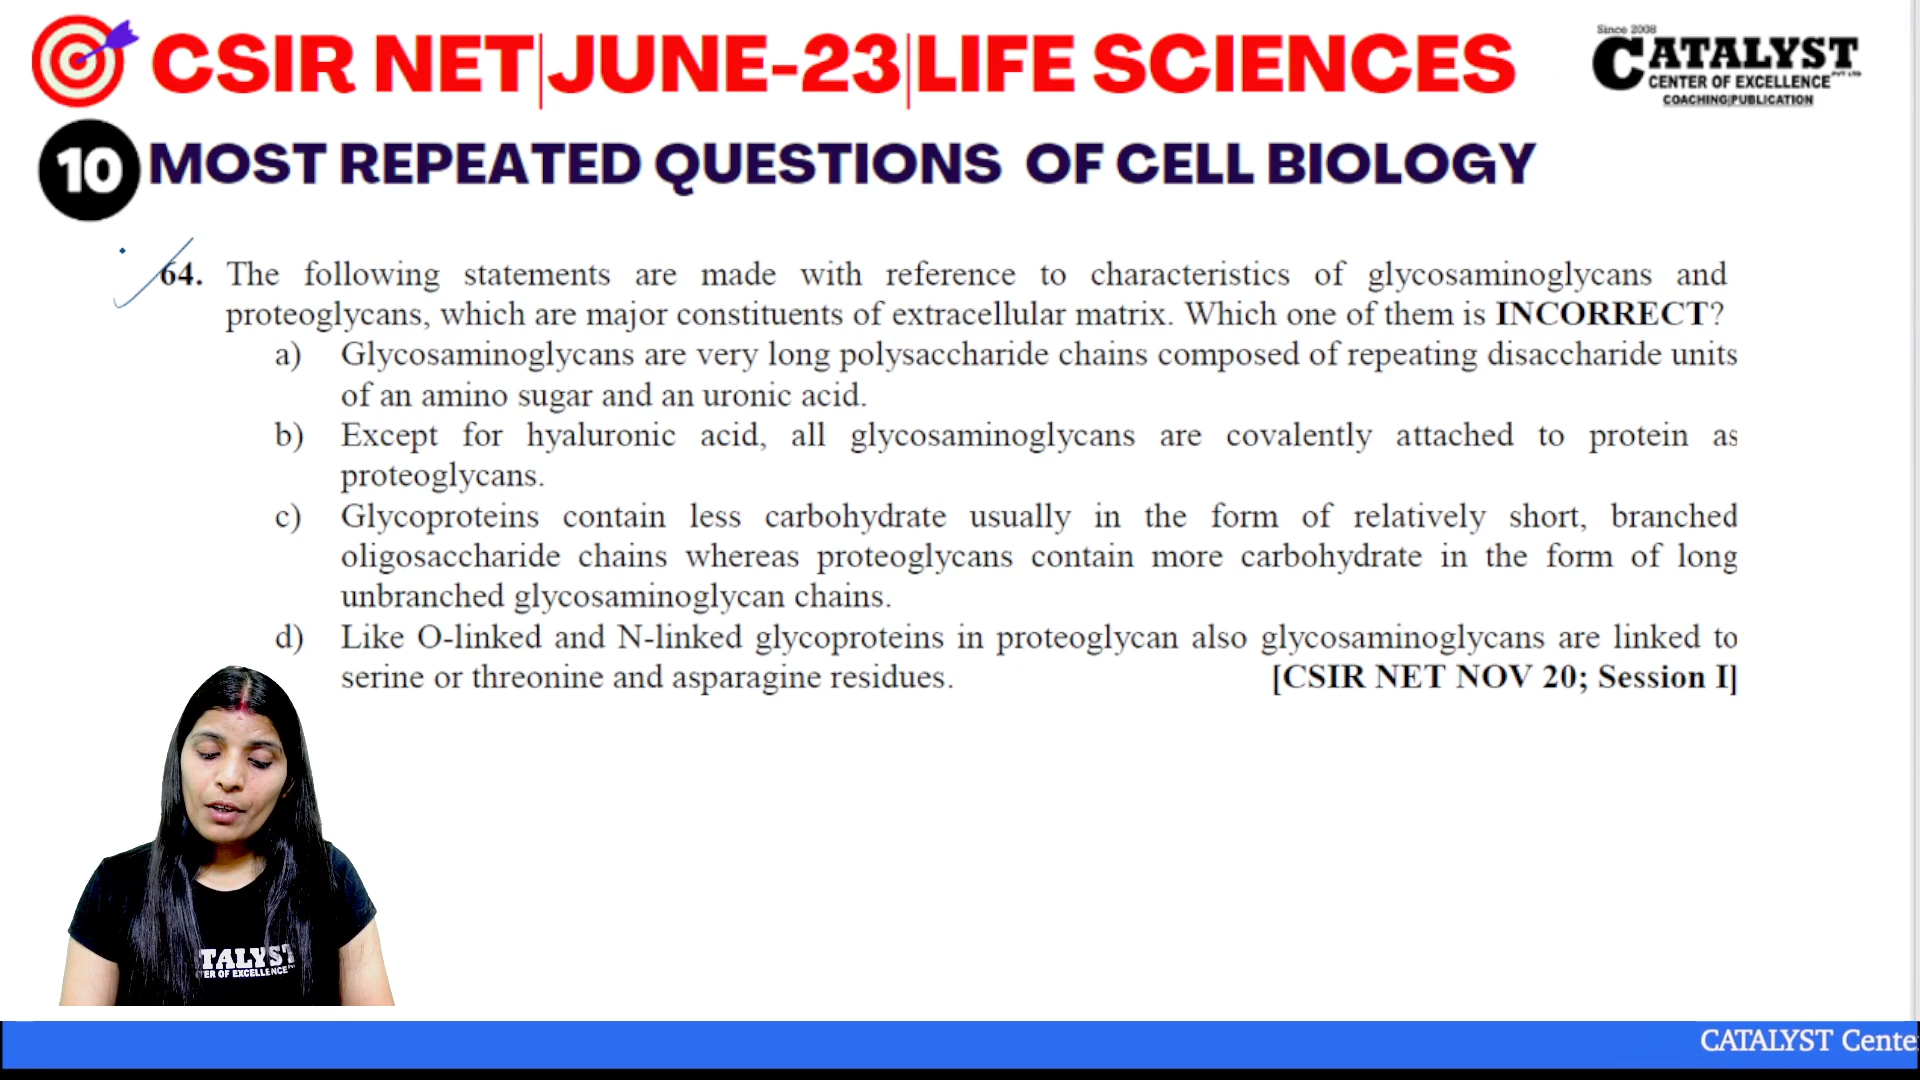 CSIR NET|JUNE-23|LIFE SCIENCES
Since 2008
CATALYST
PVT LTD
CENTER OF EXCELLENCE
COACHING|PUBLICATION
10 MOST REPEATED QUESTIONS OF CELL BIOLOGY
64. The following statements are made with reference to characteristics of glycosaminoglycans and
proteoglycans, which are major constituents of extracellular matrix. Which one of them is INCORRECT?
a) Glycosaminoglycans are very long polysaccharide chains composed of repeating disaccharide units
of an amino sugar and an uronic acid.
b) Except for hyaluronic acid, all glycosaminoglycans are covalently attached to protein as
proteoglycans.
c) Glycoproteins contain less carbohydrate usually in the form of relatively short, branched
oligosaccharide chains whereas proteoglycans contain more carbohydrate in the form of long
unbranched glycosaminoglycan chains.
d) Like O-linked and N-linked glycoproteins in proteoglycan also glycosaminoglycans are linked to
serine or threonine and asparagine residues. [CSIR NET NOV 20; Session I]
TALYST
TER OF EXCELLENCE
CATALYST Cente